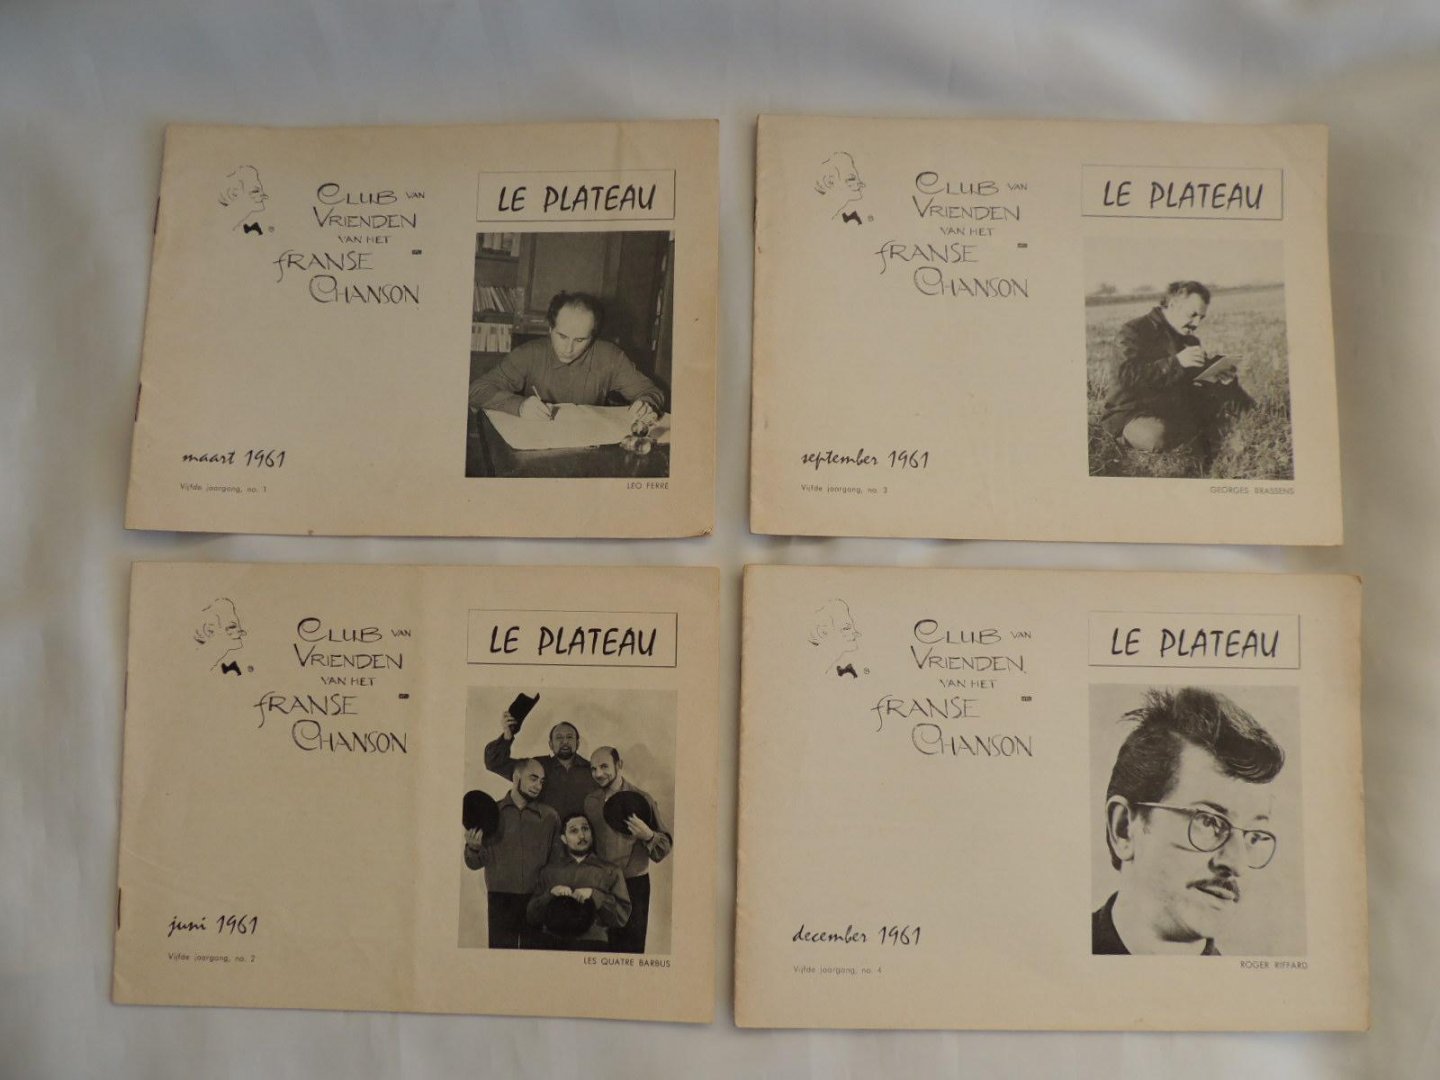 CLUB VAN
VRIENDEN
VAN HET
FRANSE
CHANSON
LE PLATEAU
maart 1961
Vijfde jaargang, no. 1
LEO FERRE
CLUB VAN
VRIENDEN
VAN HET
FRANSE
CHANSON
LE PLATEAU
september 1961
Vijfde jaargang, no. 3
GEORGES BRASSENS
CLUB VAN
VRIENDEN
VAN HET
FRANSE
CHANSON
LE PLATEAU
juni 1961
Vijfde jaargang, no. 2
LES QUATRE BARBUS
CLUB VAN
VRIENDEN
VAN HET
FRANSE
CHANSON
LE PLATEAU
december 1961
Vijfde jaargang, no. 4
ROGER RIFFARD